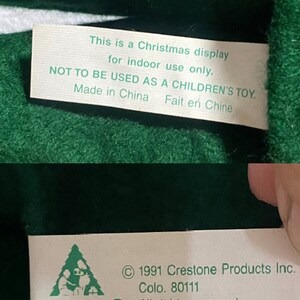 This is a Christmas display
for indoor use only.
NOT TO BE USED AS A CHILDREN'S TOY.
Made in China Fait en Chine
© 1991 Crestone Products Inc.
Colo. 80111